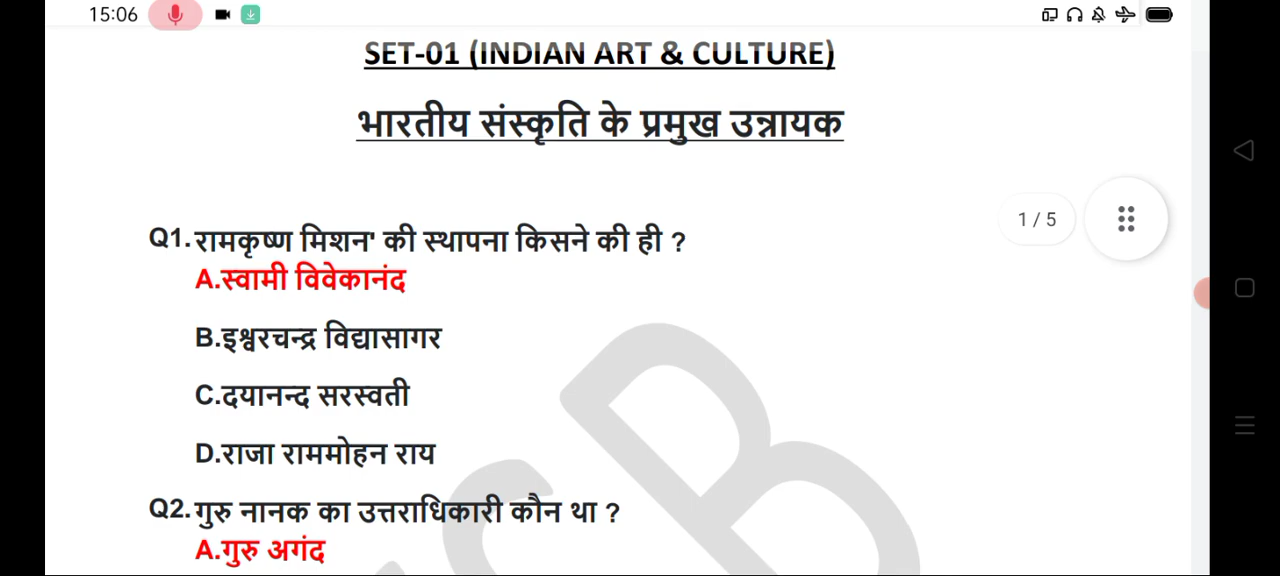 15:06
SET-01 (INDIAN ART & CULTURE)
भारतीय संस्कृति के प्रमुख उन्नायक
1 / 5
Q1. रामकृष्ण मिशन' की स्थापना किसने की ही ?
A.स्वामी विवेकानंद
B.इश्वरचन्द्र विद्यासागर
C.दयानन्द सरस्वती
D.राजा राममोहन राय
Q2. गुरु नानक का उत्तराधिकारी कौन था ?
A.गुरु अगंद